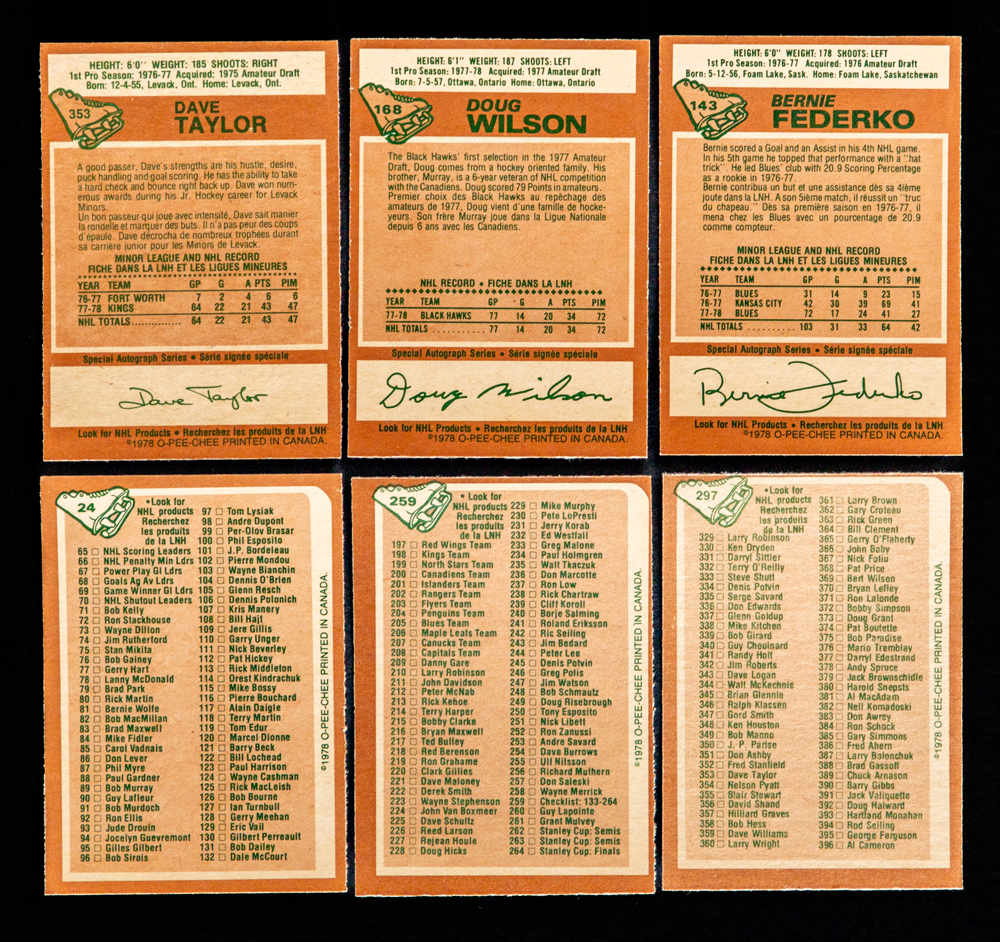 HEIGHT: 6'0'' WEIGHT: 185 SHOOTS: RIGHT
1st Pro Season: 1976-77 Acquired: 1975 Amateur Draft
Born: 12-4-55, Levack, Ont. Home: Levack, Ont.
353
DAVE
TAYLOR
A good passer, Dave's strengths are his hustle, desire,
puck handling and goal scoring. He has the ability to take
a hard check and bounce right back up. Dave won num-
erous awards during his Jr. Hockey career for Levack
Minors.
Un bon passeur qui joue avec intensité, Dave sait manier
la rondelle et marquer des buts. Il n'a pas peur des coups
d'épaule. Dave décrocha de nombreux trophées durant
sa carrière junior pour les Minors de Levack.
MINOR LEAGUE AND NHL RECORD
FICHE DANS LA LNH ET LES LIGUES MINEURES
YEAR TEAM GP G A PTS PIM
76-77 FORT WORTH 7 2 4 6 6
77-78 KINGS 64 22 21 43 47
NHL TOTALS............... 64 22 21 43 47
Special Autograph Series • Série signée spéciale
Dave Taylor
Look for NHL Products • Recherchez les produits de la LNH
©1978 O-PEE-CHEE PRINTED IN CANADA.
HEIGHT: 6'1'' WEIGHT: 187 SHOOTS: LEFT
1st Pro Season: 1977-78 Acquired: 1977 Amateur Draft
Born: 7-5-57, Ottawa, Ontario Home: Ottawa, Ontario
168
DOUG
WILSON
The Black Hawks' first selection in the 1977 Amateur
Draft, Doug comes from a hockey oriented family. His
brother, Murray, is a 6-year veteran of NHL competition
with the Canadiens. Doug scored 79 Points in amateurs.
Premier choix des Black Hawks au repêchage des
amateurs de 1977, Doug vient d'une famille de hocke-
yeurs. Son frère Murray joue dans la Ligue Nationale
depuis 6 ans avec les Canadiens.
NHL RECORD • FICHE DANS LA LNH
YEAR TEAM GP G A PTS PIM
77-78 BLACK HAWKS 77 14 20 34 72
NHL TOTALS ............ 77 14 20 34 72
Special Autograph Series • Série signée spéciale
Doug Wilson
Look for NHL Products • Recherchez les produits de la LNH
©1978 O-PEE-CHEE PRINTED IN CANADA.
HEIGHT: 6'0'' WEIGHT: 178 SHOOTS: LEFT
1st Pro Season: 1976-77 Acquired: 1976 Amateur Draft
Born: 5-12-56, Foam Lake, Sask. Home: Foam Lake, Saskatchewan
143
BERNIE
FEDERKO
Bernie scored a Goal and an Assist in his 4th NHL game.
In his 5th game he topped that performance with a "hat
trick". He led Blues' club with 20.9 Scoring Percentage
as a rookie in 1976-77.
Bernie contribua un but et une assistance dès sa 4ième
joute dans la LNH. A son 5ième match, il réussit un "truc
du chapeau." Dès sa première saison en 1976-77, il
mena chez les Blues avec un pourcentage de 20.9
comme compteur.
MINOR LEAGUE AND NHL RECORD
FICHE DANS LA LNH ET LES LIGUES MINEURES
YEAR TEAM GP G A PTS PIM
76-77 BLUES 31 14 9 23 15
76-77 KANSAS CITY 42 30 39 69 41
77-78 BLUES 72 17 24 41 27
NHL TOTALS .......... 103 31 33 64 42
Special Autograph Series • Série signée spéciale
Bernie Federko
Look for NHL Products • Recherchez les produits de la LNH
©1978 O-PEE-CHEE PRINTED IN CANADA.
24
•Look for
NHL products
Recherchez
les produits
de la LNH
65 NHL Scoring Leaders
66 NHL Penalty Min Ldrs
67 Power Play Gl Ldrs
68 Goals Ag Av Ldrs
69 Game Winner Gl Ldrs
70 NHL Shutout Leaders
71 Bob Kelly
72 Ron Stackhouse
73 Wayne Dillon
74 Jim Rutherford
75 Stan Mikita
76 Bob Gainey
77 Gerry Hart
78 Lanny McDonald
79 Brad Park
80 Rick Martin
81 Bernie Wolfe
82 Bob MacMillan
83 Brad Maxwell
84 Mike Fidler
85 Carol Vadnais
86 Don Lever
87 Phil Myre
88 Paul Gardner
89 Bob Murray
90 Guy Lafleur
91 Bob Murdoch
92 Ron Ellis
93 Jude Drouin
94 Jocelyn Guevremont
95 Gilles Gilbert
96 Bob Sirois
97 Tom Lysiak
98 Andre Dupont
99 Per-Olov Brasar
100 Phil Esposito
101 J.P. Bordeleau
102 Pierre Mondou
103 Wayne Bianchin
104 Dennis O'Brien
105 Glenn Resch
106 Dennis Polonich
107 Kris Manery
108 Bill Hajt
109 Jere Gillis
110 Garry Unger
111 Nick Beverley
112 Pat Hickey
113 Rick Middleton
114 Orest Kindrachuk
115 Mike Bossy
116 Pierre Bouchard
117 Alain Daigle
118 Terry Martin
119 Tom Edur
120 Marcel Dionne
121 Barry Beck
122 Bill Lochead
123 Paul Harrison
124 Wayne Cashman
125 Rick MacLeish
126 Bob Bourne
127 Ian Turnbull
128 Gerry Meehan
129 Eric Vail
130 Gilbert Perreault
131 Bob Dailey
132 Dale McCourt
©1978 O-PEE-CHEE PRINTED IN CANADA.
259
•Look for
NHL products
Recherchez
les produits
de la LNH
197 Red Wings Team
198 Kings Team
199 North Stars Team
200 Canadiens Team
201 Islanders Team
202 Rangers Team
203 Flyers Team
204 Penguins Team
205 Blues Team
206 Maple Leafs Team
207 Canucks Team
208 Capitals Team
209 Danny Gare
210 Larry Robinson
211 John Davidson
212 Peter McNab
213 Rick Kehoe
214 Terry Harper
215 Bobby Clarke
216 Bryan Maxwell
217 Ted Bulley
218 Red Berenson
219 Ron Grahame
220 Clark Gillies
221 Dave Maloney
222 Derek Smith
223 Wayne Stephenson
224 John Van Boxmeer
225 Dave Schultz
226 Reed Larson
227 Rejean Houle
228 Doug Hicks
229 Mike Murphy
230 Pete LoPresti
231 Jerry Korab
232 Ed Westfall
233 Greg Malone
234 Paul Holmgren
235 Walt Tkaczuk
236 Don Marcotte
237 Ron Low
238 Rick Chartraw
239 Cliff Koroll
240 Borje Salming
241 Roland Eriksson
242 Ric Seiling
243 Jim Bedard
244 Peter Lee
245 Denis Potvin
246 Greg Polis
247 Jim Watson
248 Bob Schmautz
249 Doug Risebrough
250 Tony Esposito
251 Nick Libett
252 Ron Zanussi
253 Andre Savard
254 Dave Burrows
255 Ulf Nilsson
256 Richard Mulhern
257 Don Saleski
258 Wayne Merrick
259 Checklist: 133-264
260 Guy Lapointe
261 Grant Mulvey
262 Stanley Cup: Semis
263 Stanley Cup: Semis
264 Stanley Cup: Finals
©1978 O-PEE-CHEE PRINTED IN CANADA.
297
•Look for
NHL products
Recherchez
les produits
de la LNH
329 Larry Robinson
330 Ken Dryden
331 Darryl Sittler
332 Terry O'Reilly
333 Steve Shutt
334 Denis Potvin
335 Serge Savard
336 Don Edwards
337 Glenn Goldup
338 Mike Kitchen
339 Bob Girard
340 Guy Chouinard
341 Randy Holt
342 Jim Roberts
343 Dave Logan
344 Walt McKechnie
345 Brian Glennie
346 Ralph Klassen
347 Gord Smith
348 Ken Houston
349 Bob Manno
350 J. P. Parise
351 Don Ashby
352 Fred Stanfield
353 Dave Taylor
354 Nelson Pyatt
355 Blair Stewart
356 David Shand
357 Hilliard Graves
358 Bob Hess
359 Dave Williams
360 Larry Wright
361 Larry Brown
362 Gary Croteau
363 Rick Green
364 Bill Clement
365 Gerry O'Flaherty
366 John Baby
367 Nick Fotiu
368 Pat Price
369 Bert Wilson
370 Bryan Lefley
371 Ron Lalonde
372 Bobby Simpson
373 Doug Grant
374 Pat Boutette
375 Bob Paradise
376 Mario Tremblay
377 Darryl Edestrand
378 Andy Spruce
379 Jack Brownschidle
380 Harold Snepsts
381 Al MacAdam
382 Neil Komadoski
383 Don Awrey
384 Ron Schock
385 Gary Simmons
386 Fred Ahern
387 Larry Bolonchuk
388 Brad Gassoff
389 Chuck Arnason
390 Barry Gibbs
391 Jack Valiquette
392 Doug Halward
393 Hartland Monahan
394 Rod Seiling
395 George Ferguson
396 Al Cameron
©1978 O-PEE-CHEE PRINTED IN CANADA.